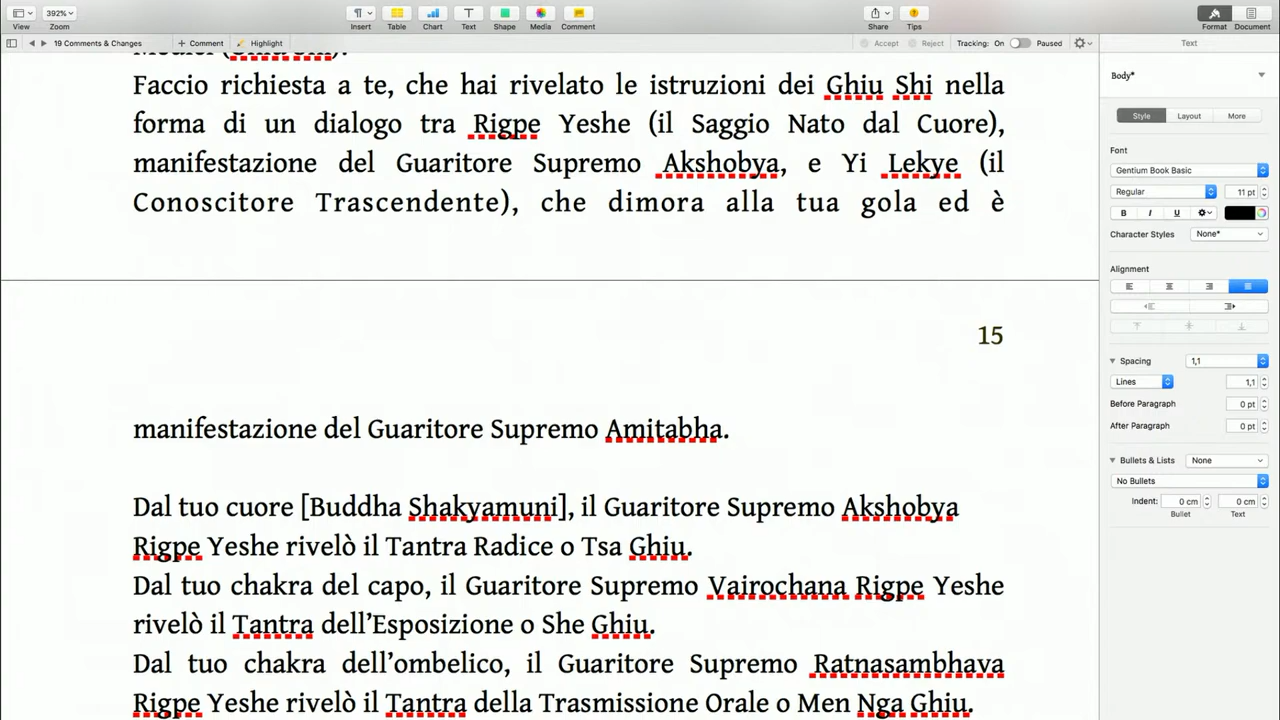 392%
View
Zoom
Insert
Table
Chart
Text
Shape
Media
Comment
Share
Tips
Format
Document
19 Comments & Changes
+ Comment
Highlight
Accept
Reject
Tracking: On
Paused
Text
Faccio richiesta a te, che hai rivelato le istruzioni dei Ghiu Shi nella
forma di un dialogo tra Rigpe Yeshe (il Saggio Nato dal Cuore),
manifestazione del Guaritore Supremo Akshobya, e Yi Lekye (il
Conoscitore Trascendente), che dimora alla tua gola ed è
15
manifestazione del Guaritore Supremo Amitabha.
Dal tuo cuore [Buddha Shakyamuni], il Guaritore Supremo Akshobya
Rigpe Yeshe rivelò il Tantra Radice o Tsa Ghiu.
Dal tuo chakra del capo, il Guaritore Supremo Vairochana Rigpe Yeshe
rivelò il Tantra dell'Esposizione o She Ghiu.
Dal tuo chakra dell'ombelico, il Guaritore Supremo Ratnasambhava
Rigpe Yeshe rivelò il Tantra della Trasmissione Orale o Men Nga Ghiu.
Body*
Style
Layout
More
Font
Gentium Book Basic
Regular
11 pt
B
I
U
Character Styles
None*
Alignment
Spacing
1,1
Lines
1,1
Before Paragraph
0 pt
After Paragraph
0 pt
Bullets & Lists
None
No Bullets
Indent:
0 cm
0 cm
Bullet
Text